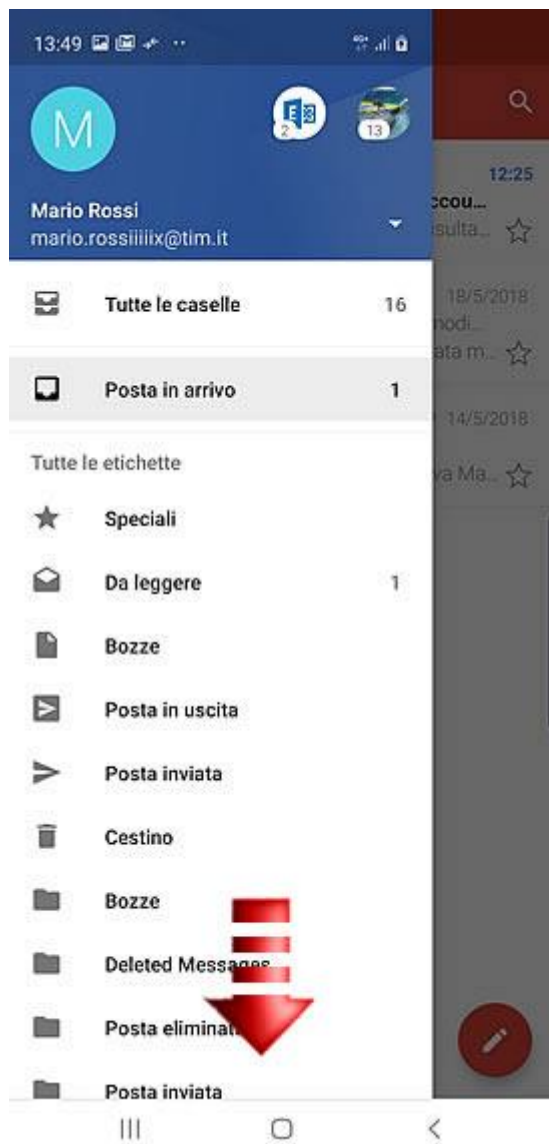 13:49
M
2
13
Mario Rossi
mario.rossiiiiix@tim.it
Tutte le caselle 16
Posta in arrivo 1
Tutte le etichette
Speciali
Da leggere 1
Bozze
Posta in uscita
Posta inviata
Cestino
Bozze
Deleted Messages
Posta eliminata
Posta inviata
12:25
ccou...
isulta...
18/5/2018
nodi...
ata m...
14/5/2018
va Ma...